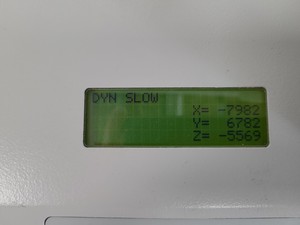 DYN SLOW
X= -7982
Y= 6782
Z= -5569